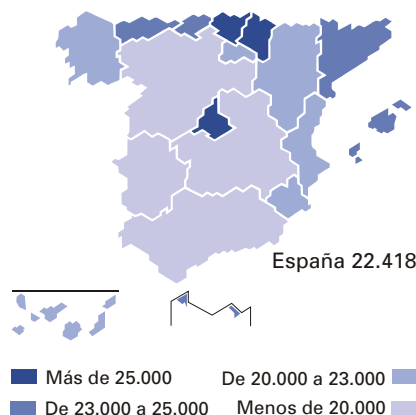 España 22.418
Más de 25.000
De 20.000 a 23.000
De 23.000 a 25.000
Menos de 20.000